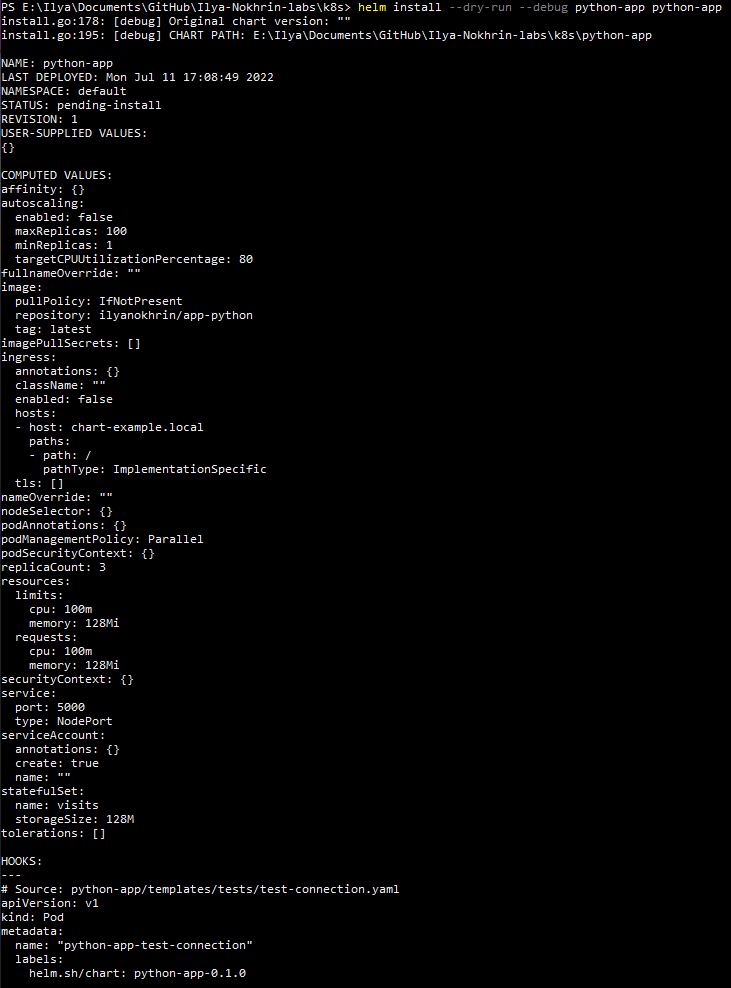 PS E:\Ilya\Documents\GitHub\Ilya-Nokhrin-labs\k8s> helm install --dry-run --debug python-app python-app
install.go:178: [debug] Original chart version: ""
install.go:195: [debug] CHART PATH: E:\Ilya\Documents\GitHub\Ilya-Nokhrin-labs\k8s\python-app

NAME: python-app
LAST DEPLOYED: Mon Jul 11 17:08:49 2022
NAMESPACE: default
STATUS: pending-install
REVISION: 1
USER-SUPPLIED VALUES:
{}

COMPUTED VALUES:
affinity: {}
autoscaling:
  enabled: false
  maxReplicas: 100
  minReplicas: 1
  targetCPUUtilizationPercentage: 80
fullnameOverride: ""
image:
  pullPolicy: IfNotPresent
  repository: ilyanokhrin/app-python
  tag: latest
imagePullSecrets: []
ingress:
  annotations: {}
  className: ""
  enabled: false
  hosts:
  - host: chart-example.local
    paths:
    - path: /
      pathType: ImplementationSpecific
  tls: []
nameOverride: ""
nodeSelector: {}
podAnnotations: {}
podManagementPolicy: Parallel
podSecurityContext: {}
replicaCount: 3
resources:
  limits:
    cpu: 100m
    memory: 128Mi
  requests:
    cpu: 100m
    memory: 128Mi
securityContext: {}
service:
  port: 5000
  type: NodePort
serviceAccount:
  annotations: {}
  create: true
  name: ""
statefulSet:
  name: visits
  storageSize: 128M
tolerations: []

HOOKS:
---
# Source: python-app/templates/tests/test-connection.yaml
apiVersion: v1
kind: Pod
metadata:
  name: "python-app-test-connection"
  labels:
    helm.sh/chart: python-app-0.1.0